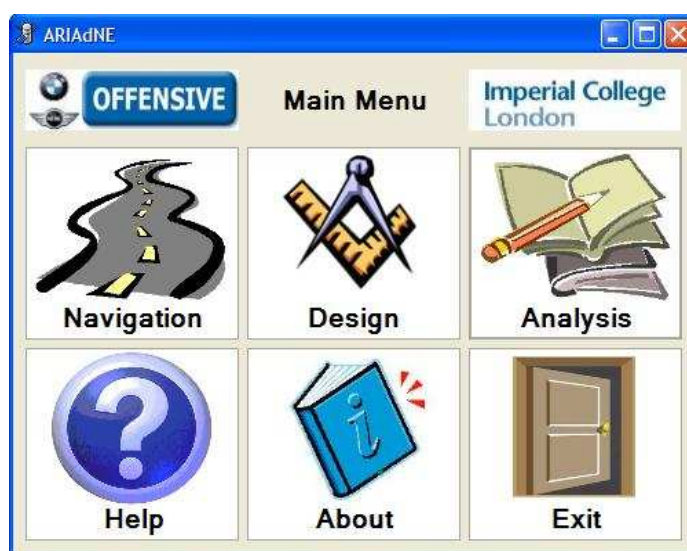 ARIAdNE
OFFENSIVE
Main Menu
Imperial College
London
Navigation
Design
Analysis
Help
About
Exit